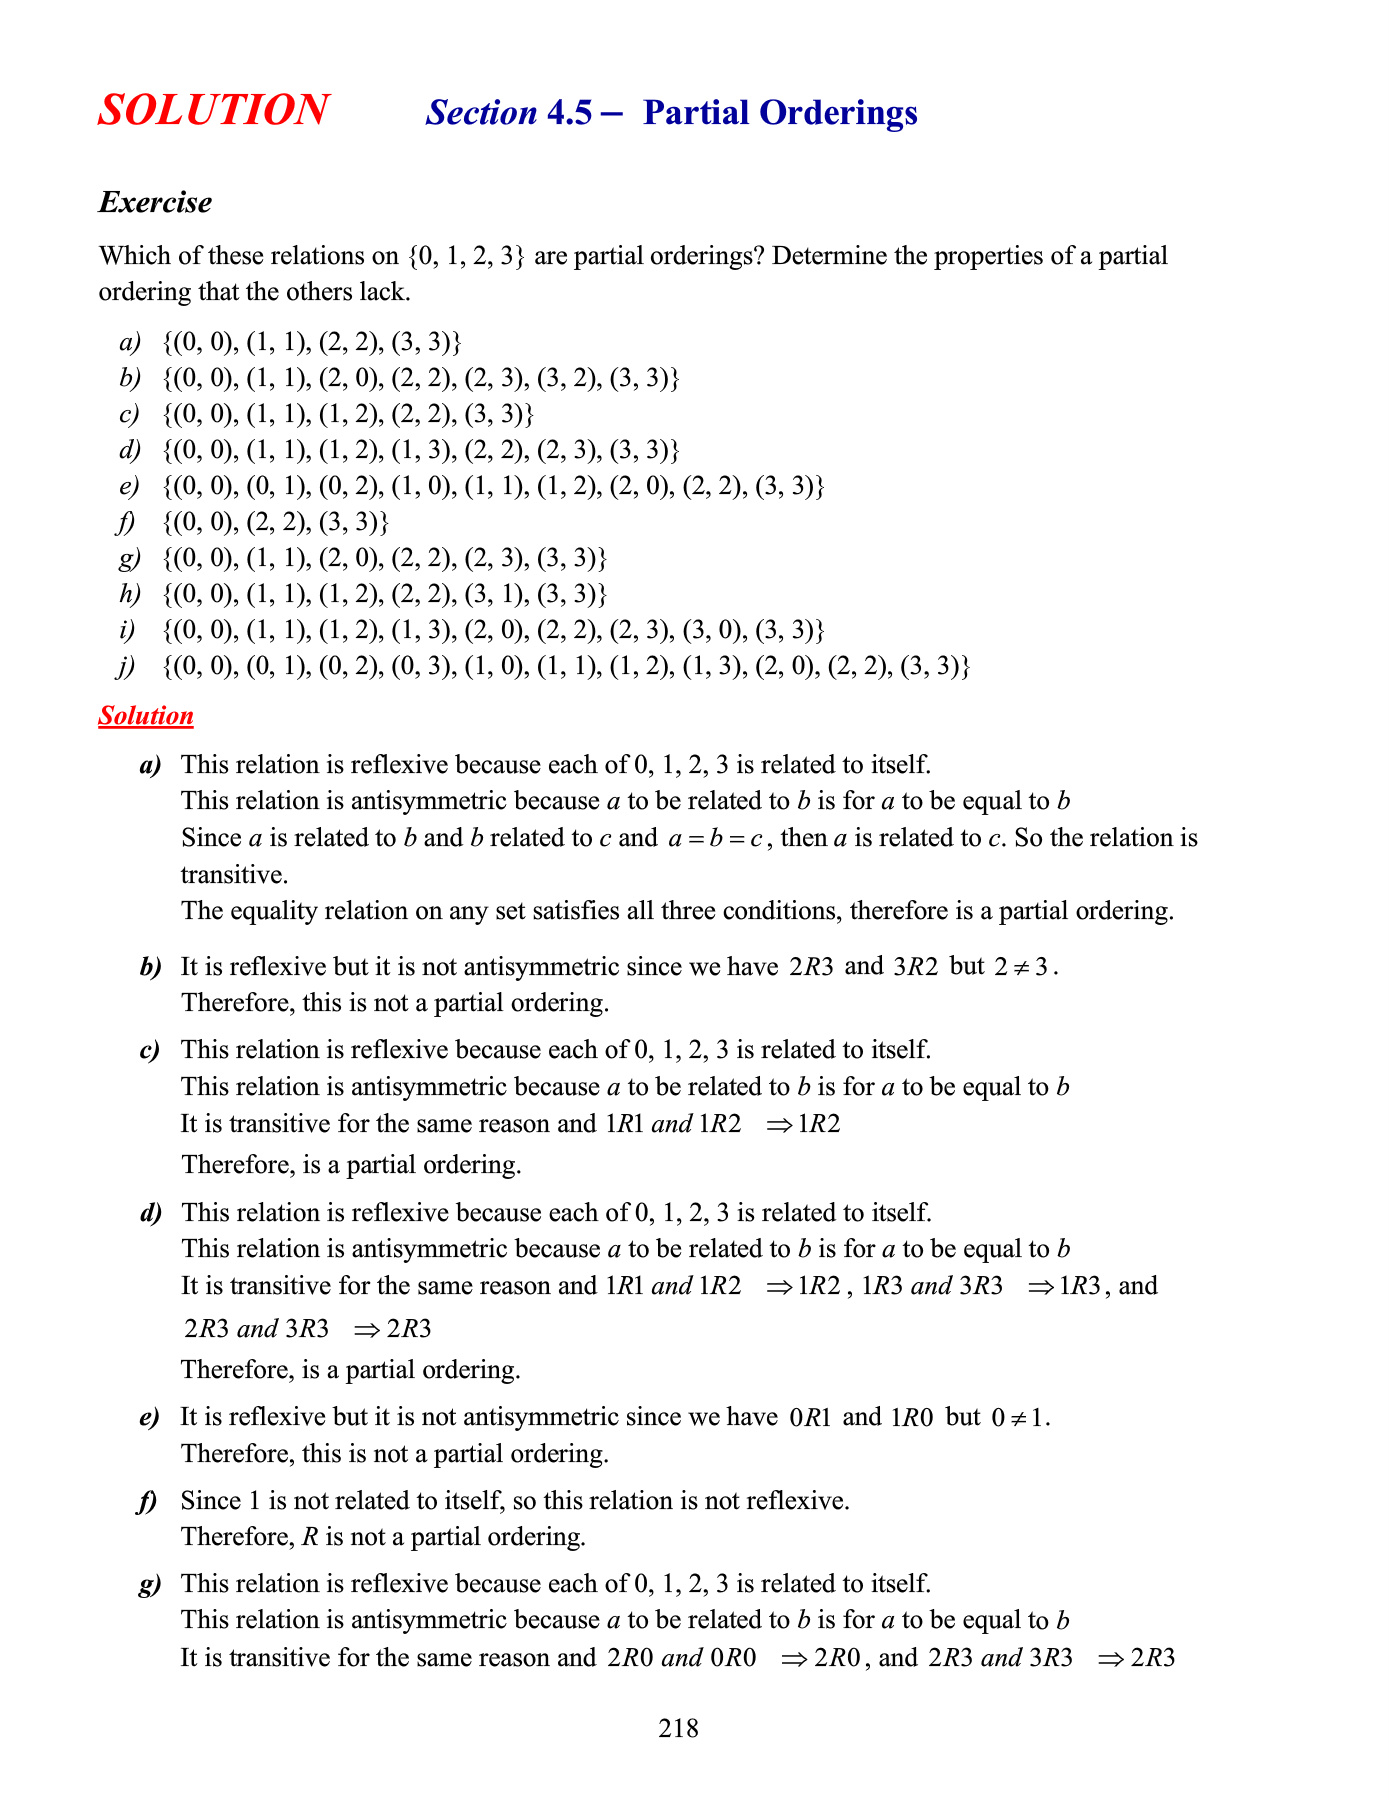 SOLUTION Section 4.5 – Partial Orderings
Exercise
Which of these relations on {0, 1, 2, 3} are partial orderings? Determine the properties of a partial
ordering that the others lack.
a) {(0, 0), (1, 1), (2, 2), (3, 3)}
b) {(0, 0), (1, 1), (2, 0), (2, 2), (2, 3), (3, 2), (3, 3)}
c) {(0, 0), (1, 1), (1, 2), (2, 2), (3, 3)}
d) {(0, 0), (1, 1), (1, 2), (1, 3), (2, 2), (2, 3), (3, 3)}
e) {(0, 0), (0, 1), (0, 2), (1, 0), (1, 1), (1, 2), (2, 0), (2, 2), (3, 3)}
f) {(0, 0), (2, 2), (3, 3)}
g) {(0, 0), (1, 1), (2, 0), (2, 2), (2, 3), (3, 3)}
h) {(0, 0), (1, 1), (1, 2), (2, 2), (3, 1), (3, 3)}
i) {(0, 0), (1, 1), (1, 2), (1, 3), (2, 0), (2, 2), (2, 3), (3, 0), (3, 3)}
j) {(0, 0), (0, 1), (0, 2), (0, 3), (1, 0), (1, 1), (1, 2), (1, 3), (2, 0), (2, 2), (3, 3)}
Solution
a) This relation is reflexive because each of 0, 1, 2, 3 is related to itself.
This relation is antisymmetric because a to be related to b is for a to be equal to b
Since a is related to b and b related to c and a = b = c, then a is related to c. So the relation is
transitive.
The equality relation on any set satisfies all three conditions, therefore is a partial ordering.
b) It is reflexive but it is not antisymmetric since we have 2R3 and 3R2 but 2 ≠ 3.
Therefore, this is not a partial ordering.
c) This relation is reflexive because each of 0, 1, 2, 3 is related to itself.
This relation is antisymmetric because a to be related to b is for a to be equal to b
It is transitive for the same reason and 1R1 and 1R2 ⇒ 1R2
Therefore, is a partial ordering.
d) This relation is reflexive because each of 0, 1, 2, 3 is related to itself.
This relation is antisymmetric because a to be related to b is for a to be equal to b
It is transitive for the same reason and 1R1 and 1R2 ⇒ 1R2, 1R3 and 3R3 ⇒ 1R3, and
2R3 and 3R3 ⇒ 2R3
Therefore, is a partial ordering.
e) It is reflexive but it is not antisymmetric since we have 0R1 and 1R0 but 0 ≠ 1.
Therefore, this is not a partial ordering.
f) Since 1 is not related to itself, so this relation is not reflexive.
Therefore, R is not a partial ordering.
g) This relation is reflexive because each of 0, 1, 2, 3 is related to itself.
This relation is antisymmetric because a to be related to b is for a to be equal to b
It is transitive for the same reason and 2R0 and 0R0 ⇒ 2R0, and 2R3 and 3R3 ⇒ 2R3
218